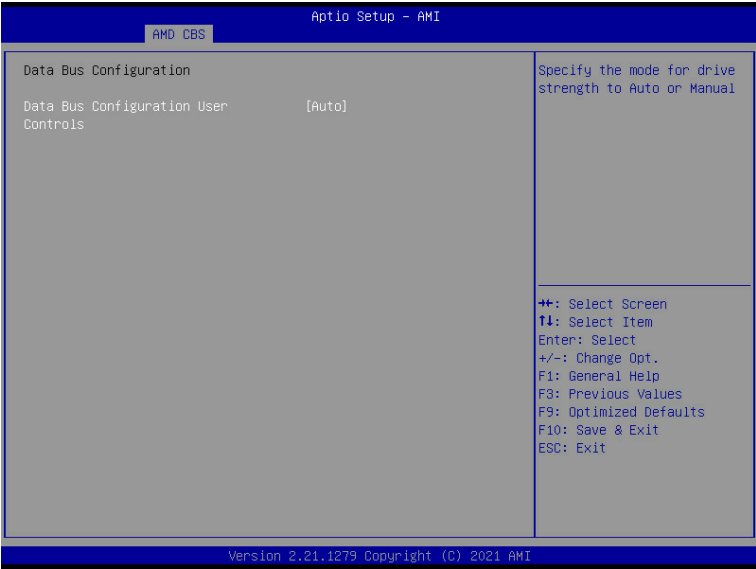 Aptio Setup – AMI
AMD CBS
Data Bus Configuration
Data Bus Configuration User [Auto]
Controls
Specify the mode for drive
strength to Auto or Manual
→←: Select Screen
↑↓: Select Item
Enter: Select
+/-: Change Opt.
F1: General Help
F3: Previous Values
F9: Optimized Defaults
F10: Save & Exit
ESC: Exit
Version 2.21.1279 Copyright (C) 2021 AMI